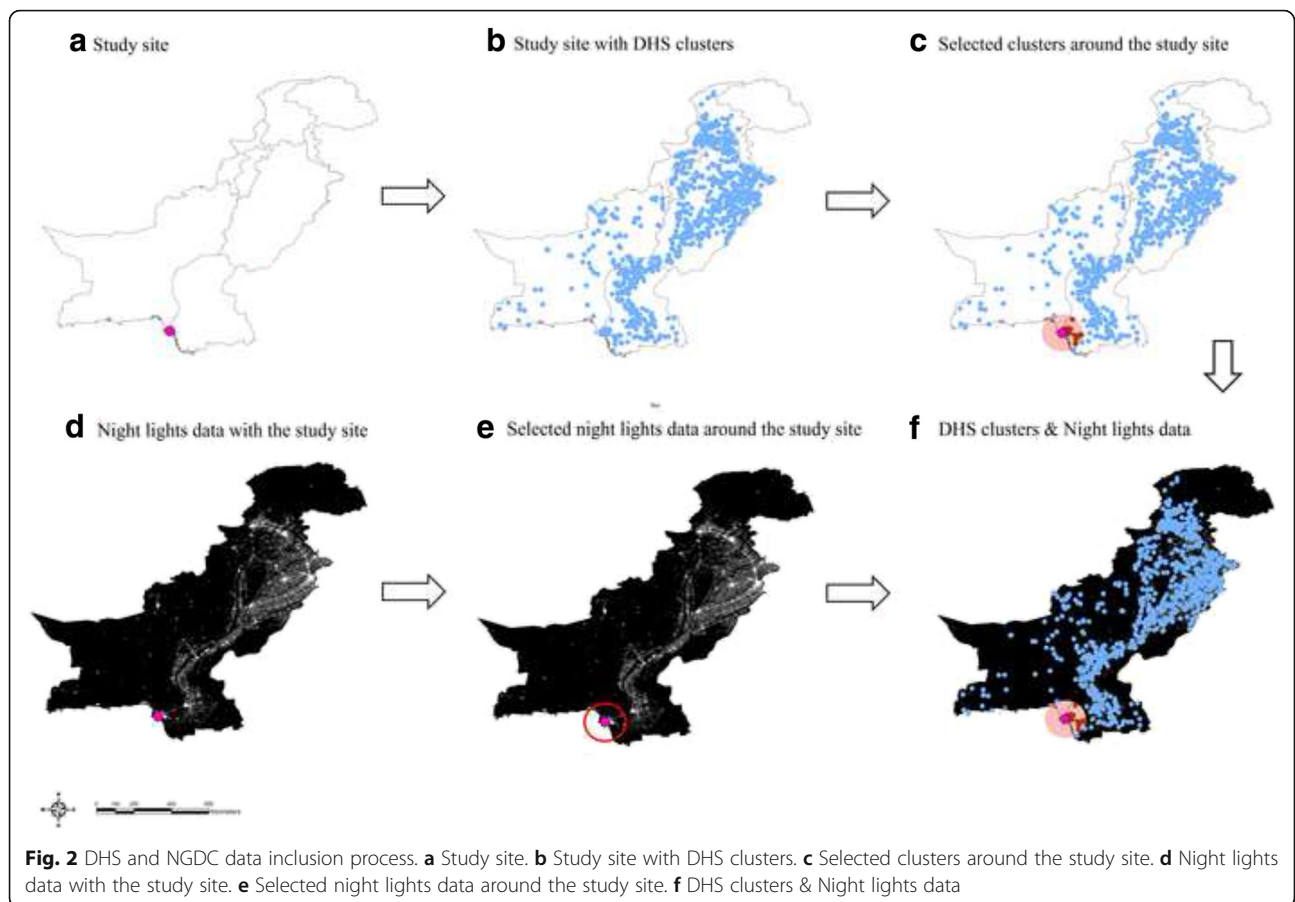 a Study site
b Study site with DHS clusters
c Selected clusters around the study site
d Night lights data with the study site
e Selected night lights data around the study site
f DHS clusters & Night lights data
Fig. 2 DHS and NGDC data inclusion process. a Study site. b Study site with DHS clusters. c Selected clusters around the study site. d Night lights
data with the study site. e Selected night lights data around the study site. f DHS clusters & Night lights data